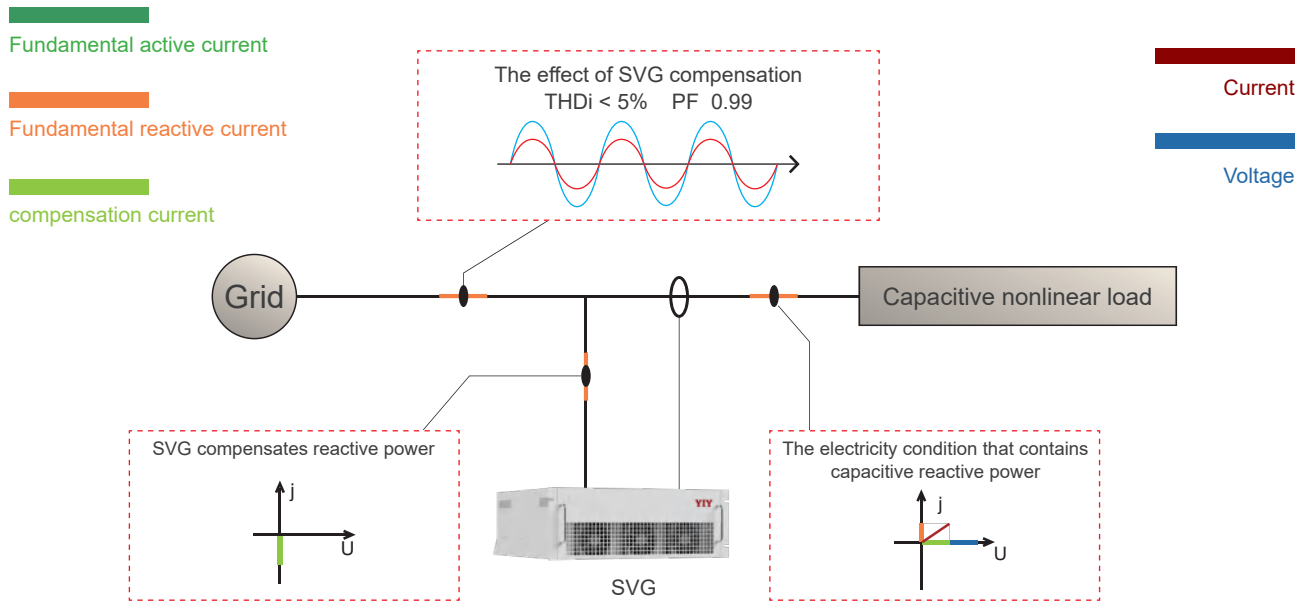 Fundamental active current
Fundamental reactive current
compensation current
The effect of SVG compensation
THDi < 5% PF 0.99
Current
Voltage
Grid
Capacitive nonlinear load
SVG compensates reactive power
j
U
YIY
SVG
The electricity condition that contains
capacitive reactive power
j
U